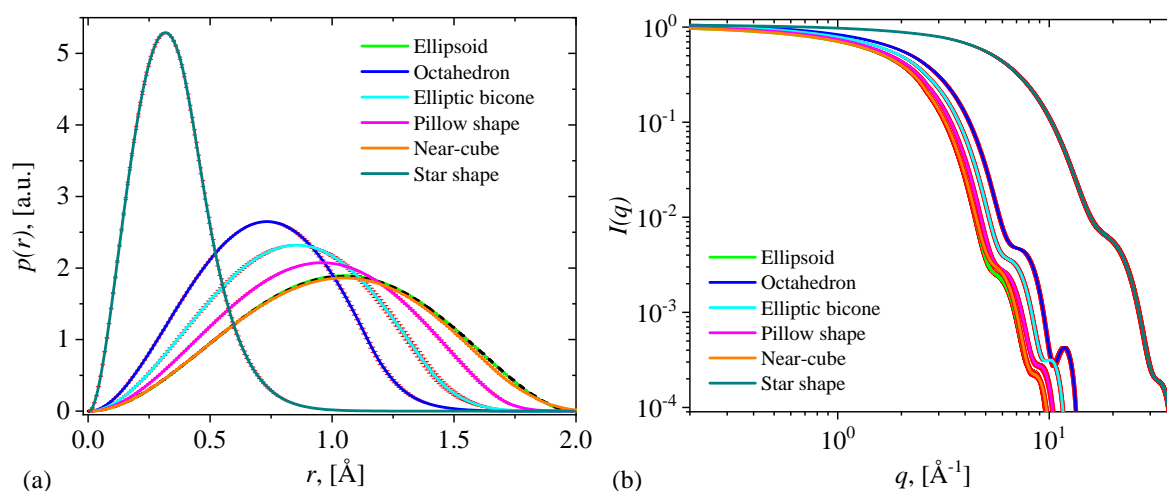 5
4
3
2
1
0
p(r), [a.u.]
Ellipsoid
Octahedron
Elliptic bicone
Pillow shape
Near-cube
Star shape
0.0
0.5
1.0
1.5
2.0
(a)
r, [Å]
10^0
10^-1
10^-2
10^-3
10^-4
I(q)
Ellipsoid
Octahedron
Elliptic bicone
Pillow shape
Near-cube
Star shape
10^0
10^1
(b)
q, [Å^-1]